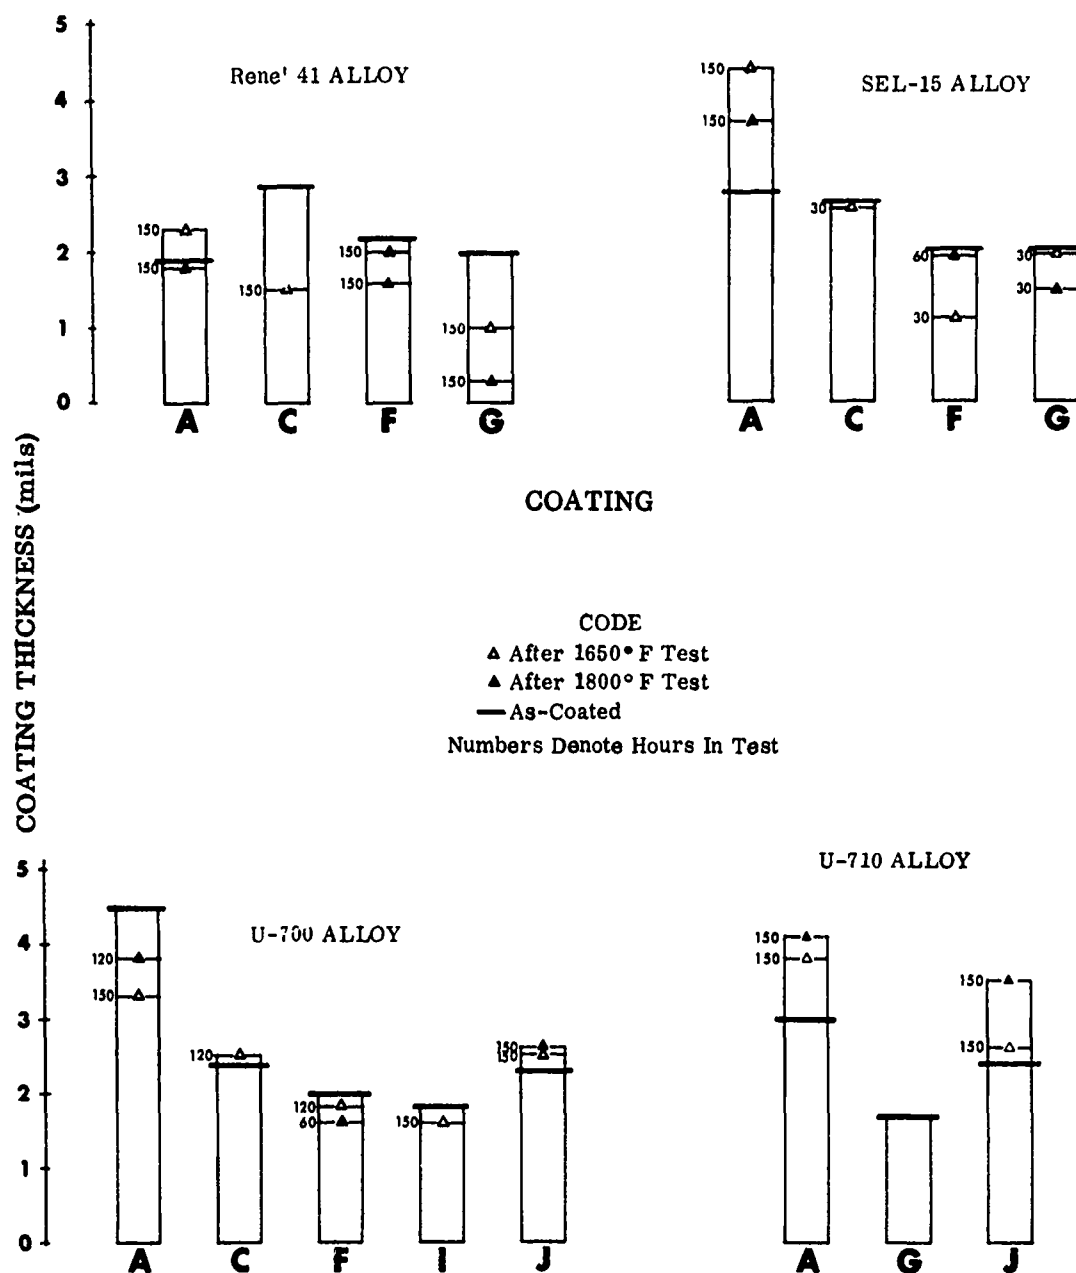 5
4
3
2
1
0
Rene' 41 ALLOY
150
150
150
150
150
150
150
A C F G
SEL-15 ALLOY
150
150
30
60
30
30
30
A C F G
COATING
COATING THICKNESS (mils)
CODE
△ After 1650° F Test
▲ After 1800° F Test
As-Coated
Numbers Denote Hours In Test
5
4
3
2
1
0
U-700 ALLOY
120
150
120
120
60
150
150
150
A C F I J
U-710 ALLOY
150
150
150
150
A G J